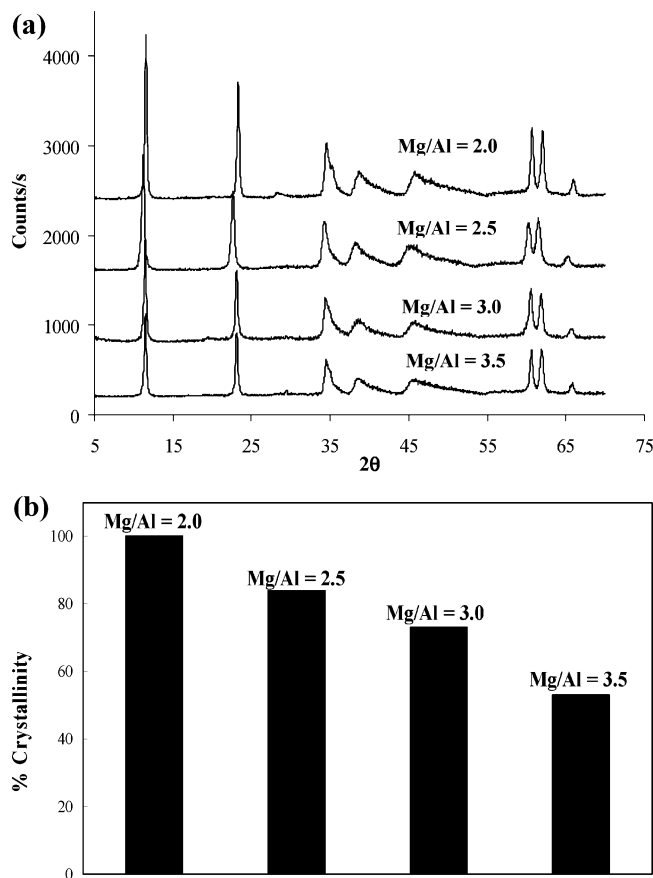 (a)
4000
3000
2000
1000
0
Counts/s
Mg/Al = 2.0
Mg/Al = 2.5
Mg/Al = 3.0
Mg/Al = 3.5
5 15 25 35 45 55 65 75
2θ
(b)
100
80
60
40
20
0
% Crystallinity
Mg/Al = 2.0
Mg/Al = 2.5
Mg/Al = 3.0
Mg/Al = 3.5